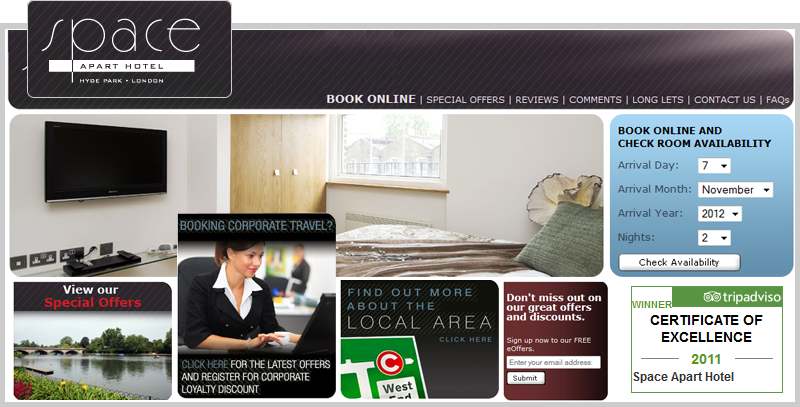 space
APART HOTEL
HYDE PARK • LONDON
BOOK ONLINE | SPECIAL OFFERS | REVIEWS | COMMENTS | LONG LETS | CONTACT US | FAQs
BOOK ONLINE AND
CHECK ROOM AVAILABILITY
Arrival Day: 7
Arrival Month: November
Arrival Year: 2012
Nights: 2
Check Availability
BOOKING CORPORATE TRAVEL?
CLICK HERE FOR THE LATEST OFFERS
AND REGISTER FOR CORPORATE
LOYALTY DISCOUNT
View our
Special Offers
FIND OUT MORE
ABOUT THE
LOCAL AREA
CLICK HERE
C
West
End
Don't miss out on
our great offers
and discounts.
Sign up now to our FREE
eOffers.
Enter your email address:
Submit
WINNER
tripadviso
CERTIFICATE OF
EXCELLENCE
2011
Space Apart Hotel